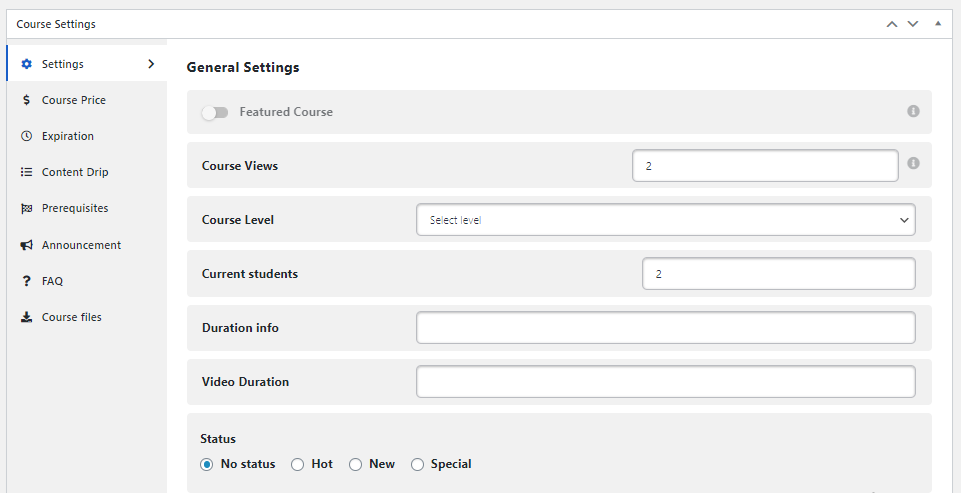 Course Settings
Settings
Course Price
Expiration
Content Drip
Prerequisites
Announcement
FAQ
Course files
General Settings
Featured Course
Course Views 2
Course Level Select level
Current students 2
Duration info
Video Duration
Status
No status Hot New Special